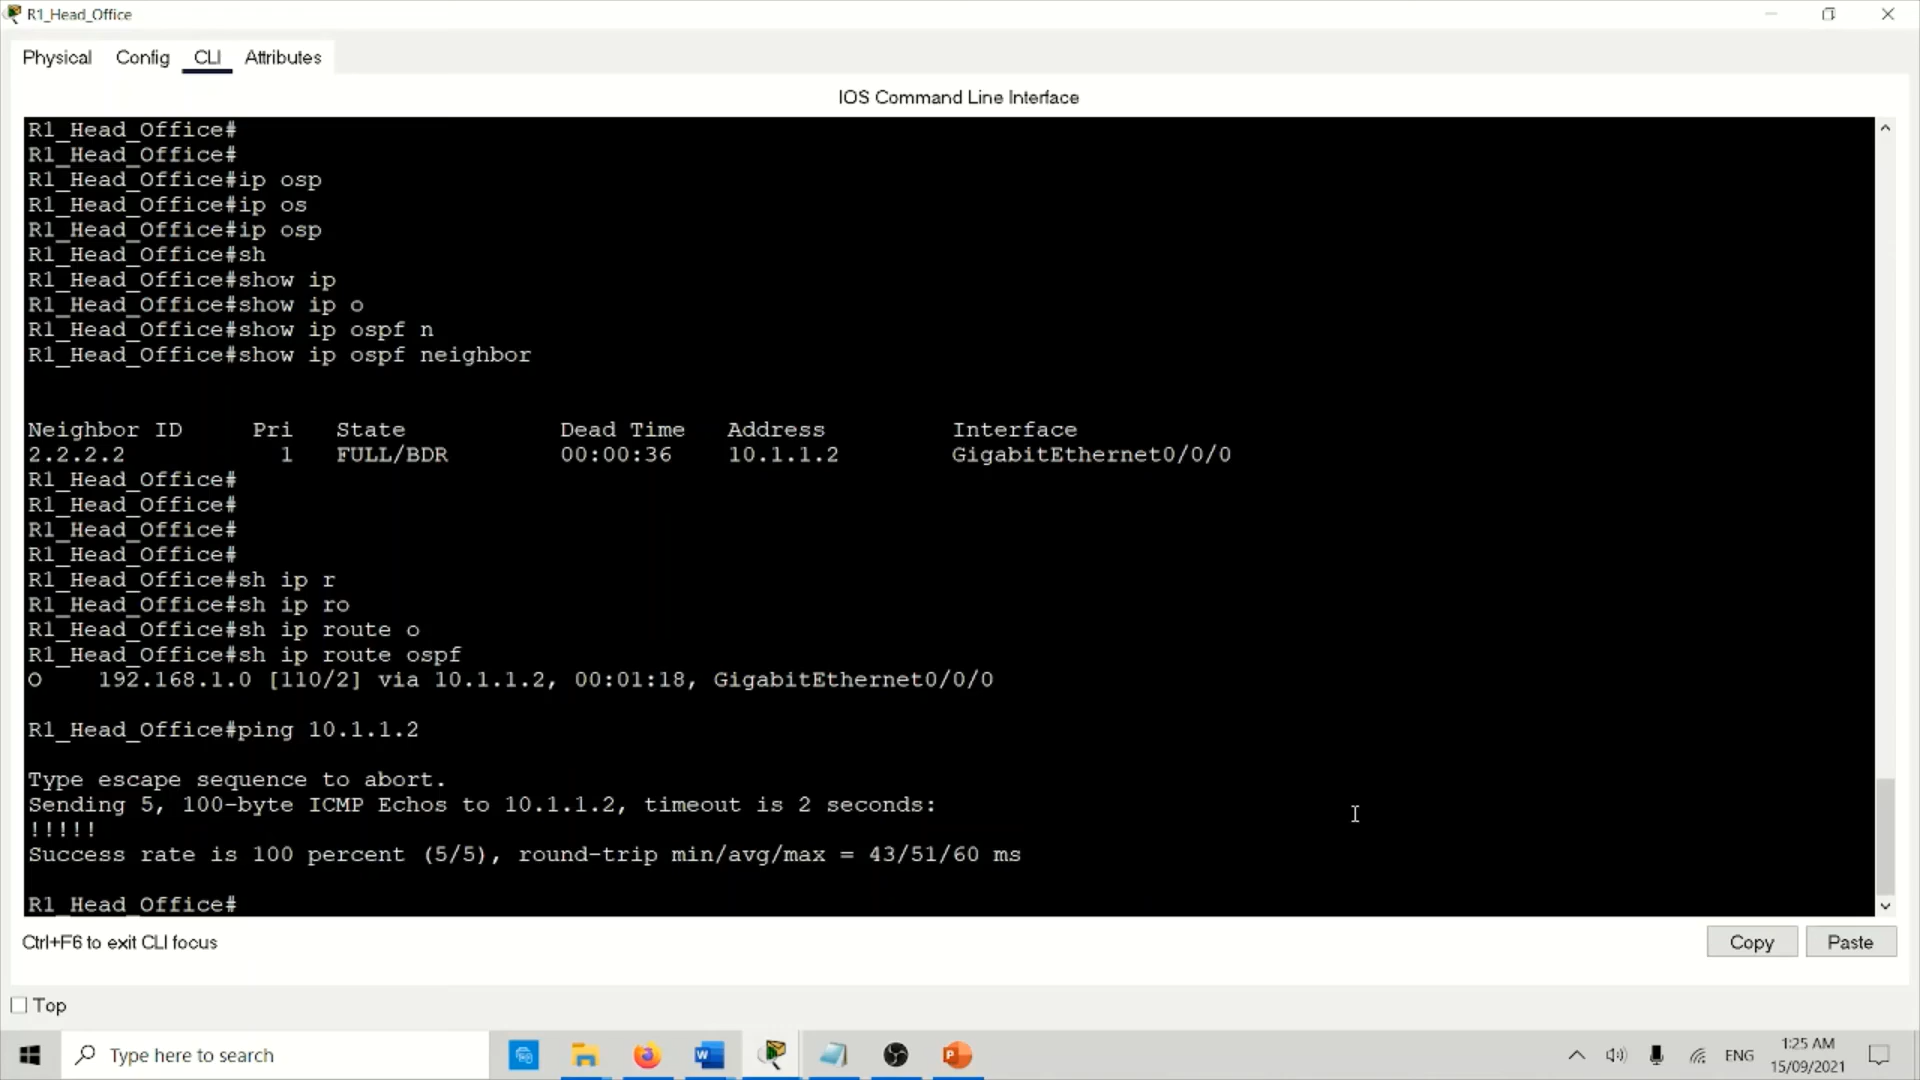 R1_Head_Office
Physical Config CLI Attributes
IOS Command Line Interface
R1_Head_Office#
R1_Head_Office#
R1_Head_Office#ip osp
R1_Head_Office#ip os
R1_Head_Office#ip osp
R1_Head_Office#sh
R1_Head_Office#show ip
R1_Head_Office#show ip o
R1_Head_Office#show ip ospf n
R1_Head_Office#show ip ospf neighbor
Neighbor ID Pri State Dead Time Address Interface
2.2.2.2 1 FULL/BDR 00:00:36 10.1.1.2 GigabitEthernet0/0/0
R1_Head_Office#
R1_Head_Office#
R1_Head_Office#
R1_Head_Office#
R1_Head_Office#sh ip r
R1_Head_Office#sh ip ro
R1_Head_Office#sh ip route o
R1_Head_Office#sh ip route ospf
O 192.168.1.0 [110/2] via 10.1.1.2, 00:01:18, GigabitEthernet0/0/0
R1_Head_Office#ping 10.1.1.2
Type escape sequence to abort.
Sending 5, 100-byte ICMP Echos to 10.1.1.2, timeout is 2 seconds:
!!!!!
Success rate is 100 percent (5/5), round-trip min/avg/max = 43/51/60 ms
R1_Head_Office#
Ctrl+F6 to exit CLI focus
Copy Paste
Top
Type here to search
ENG
1:25 AM
15/09/2021